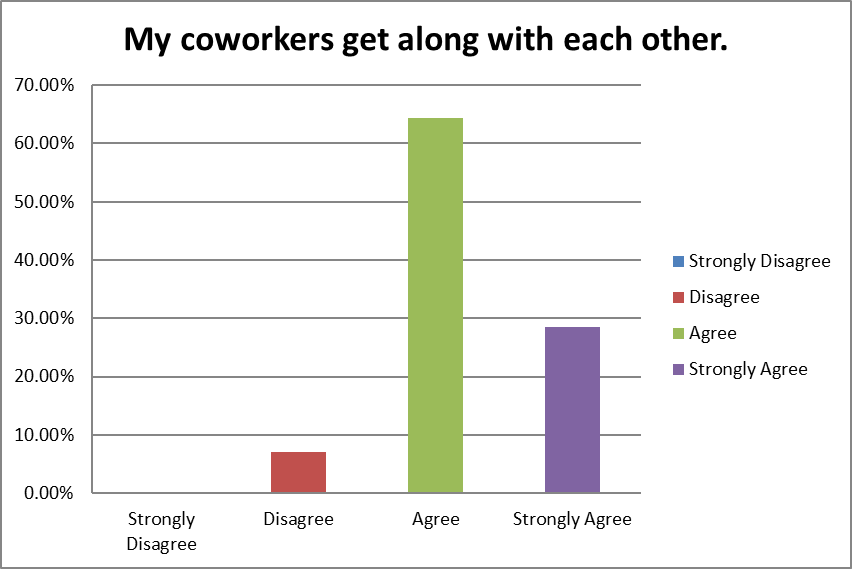 My coworkers get along with each other.
70.00%
60.00%
50.00%
40.00%
30.00%
20.00%
10.00%
0.00%
Strongly
Disagree
Disagree
Agree
Strongly Agree
Strongly Disagree
Disagree
Agree
Strongly Agree